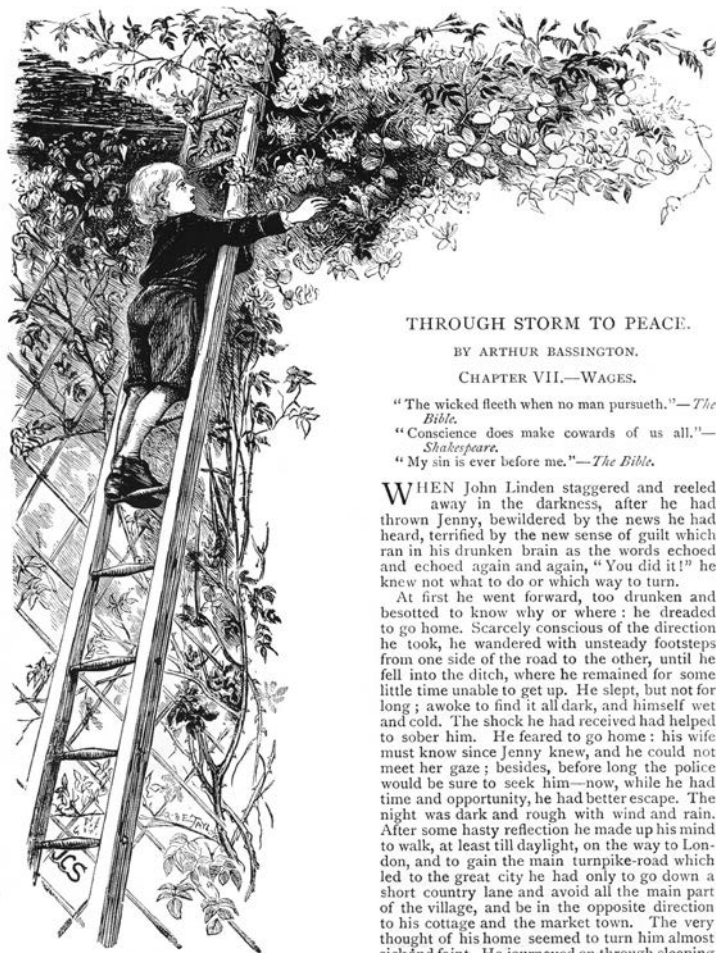 THROUGH STORM TO PEACE.
BY ARTHUR BASSINGTON.
CHAPTER VII.—WAGES.
“The wicked fleeth when no man pursueth.”—The
Bible.
“Conscience does make cowards of us all.”—
Shakespeare.
“My sin is ever before me.”—The Bible.
WHEN John Linden staggered and reeled
away in the darkness, after he had
thrown Jenny, bewildered by the news he had
heard, terrified by the new sense of guilt which
ran in his drunken brain as the words echoed
and echoed again and again, “You did it!” he
knew not what to do or which way to turn.
At first he went forward, too drunken and
besotted to know why or where : he dreaded
to go home. Scarcely conscious of the direction
he took, he wandered with unsteady footsteps
from one side of the road to the other, until he
fell into the ditch, where he remained for some
little time unable to get up. He slept, but not for
long ; awoke to find it all dark, and himself wet
and cold. The shock he had received had helped
to sober him. He feared to go home : his wife
must know since Jenny knew, and he could not
meet her gaze ; besides, before long the police
would be sure to seek him—now, while he had
time and opportunity, he had better escape. The
night was dark and rough with wind and rain.
After some hasty reflection he made up his mind
to walk, at least till daylight, on the way to Lon-
don, and to gain the main turnpike-road which
led to the great city he had only to go down a
short country lane and avoid all the main part
of the village, and be in the opposite direction
to his cottage and the market town. The very
thought of his home seemed to turn him almost
JCS